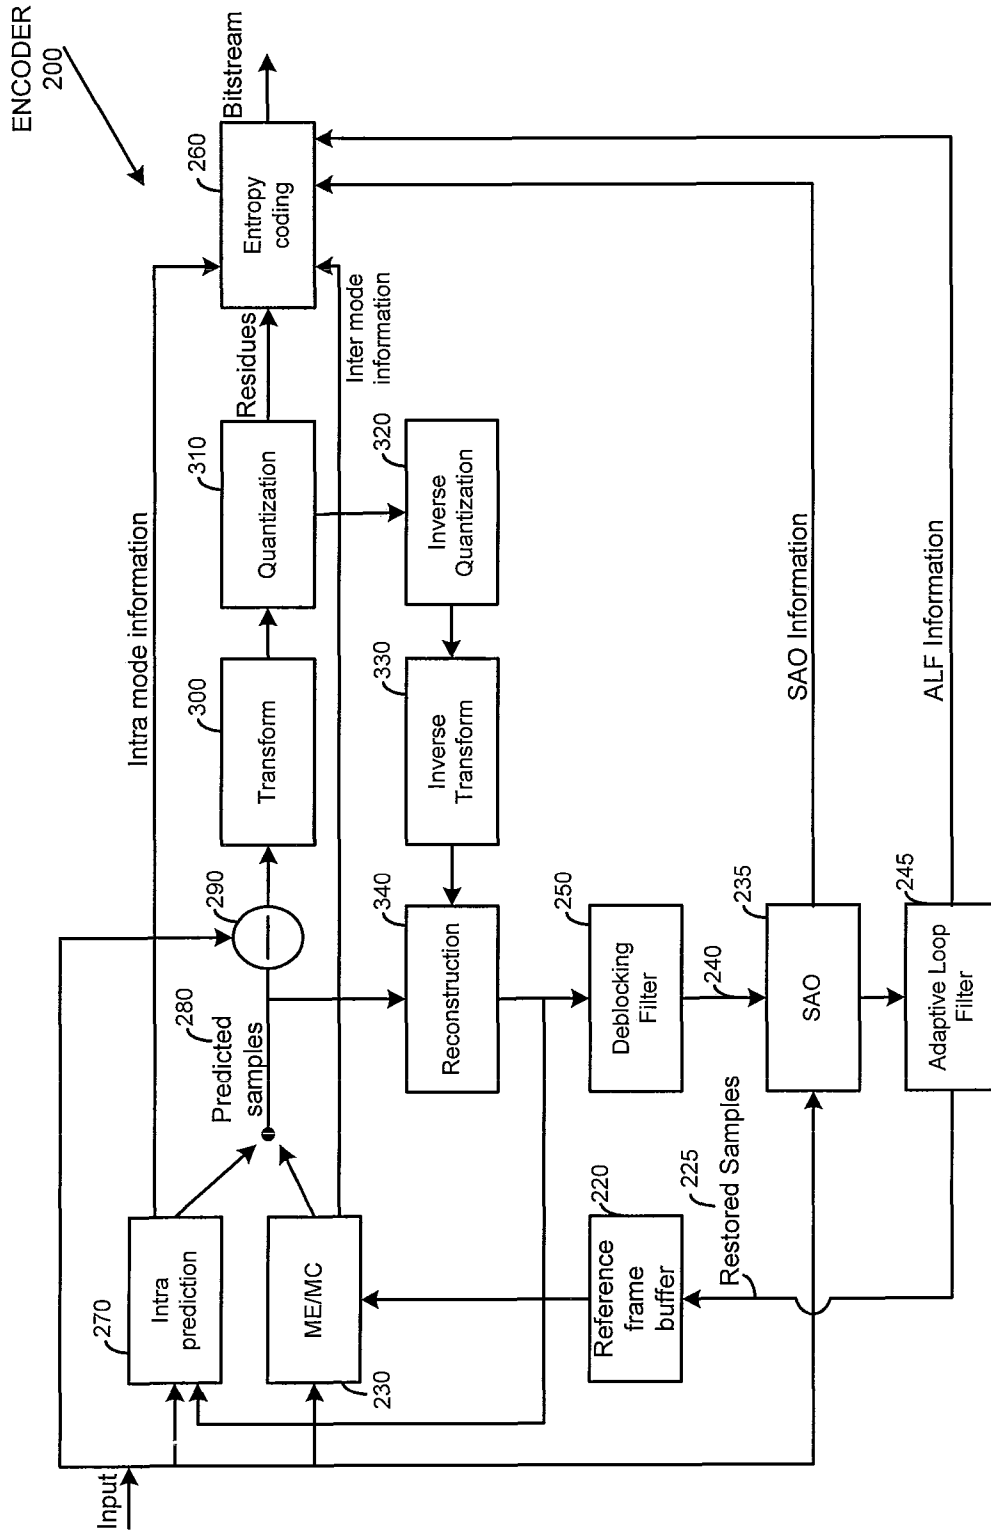 ENCODER
200
Input
270
Intra
prediction
ME/MC
230
Intra mode information
280
Predicted
samples
290
300
Transform
310
Quantization
Residues
260
Entropy
coding
Bitstream
Inter mode
information
340
Reconstruction
330
Inverse
Transform
320
Inverse
Quantization
220
Reference
frame
buffer
250
Deblocking
Filter
240
225
Restored Samples
235
SAO
SAO Information
245
Adaptive Loop
Filter
ALF Information